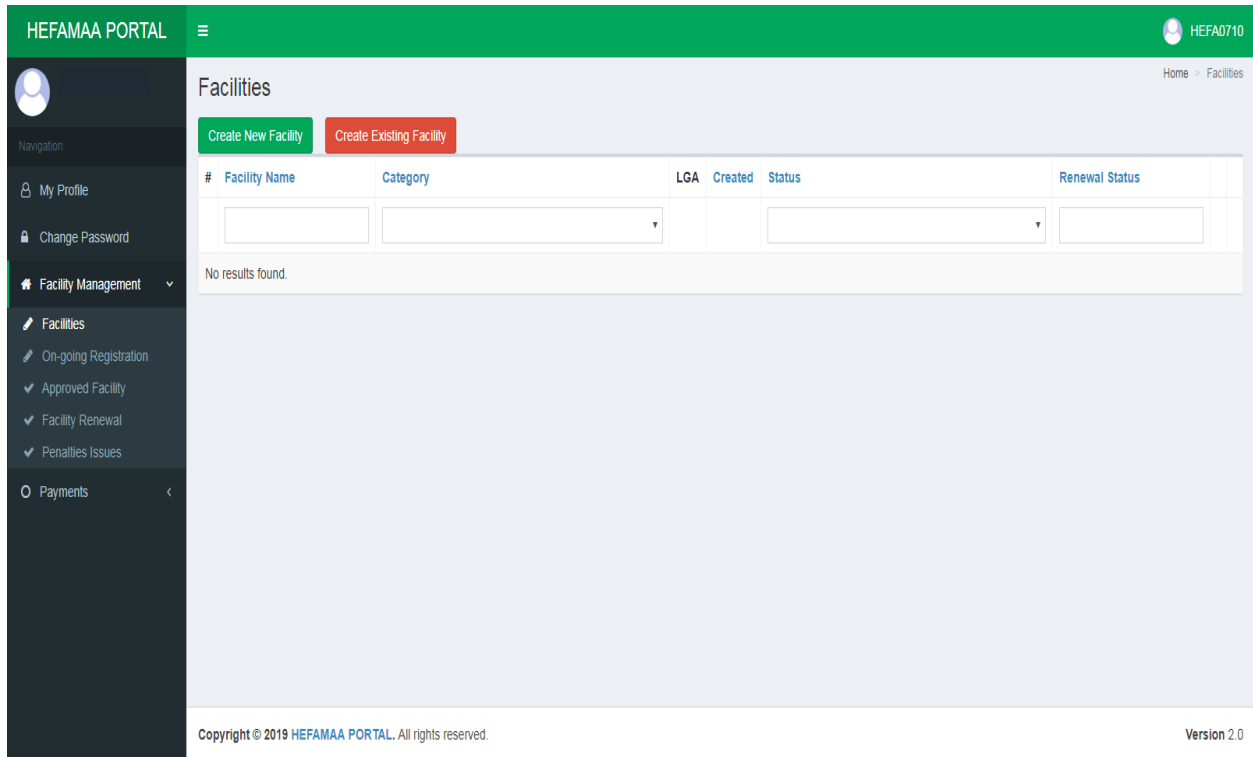 HEFAMAA PORTAL
HEFA0710
Navigation
My Profile
Change Password
Facility Management
Facilities
On-going Registration
Approved Facility
Facility Renewal
Penalties Issues
Payments
Facilities
Home > Facilities
Create New Facility Create Existing Facility
# Facility Name Category LGA Created Status Renewal Status
No results found.
Copyright © 2019 HEFAMAA PORTAL. All rights reserved.
Version 2.0